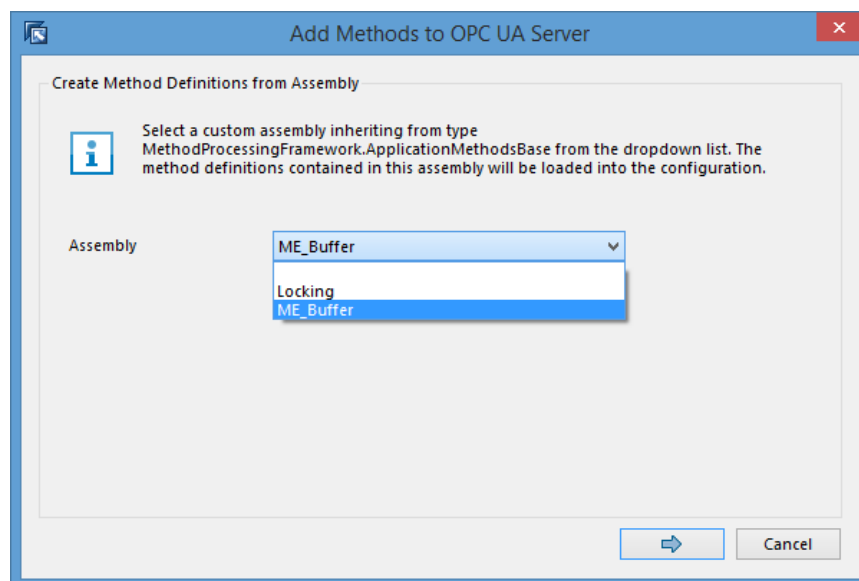 Add Methods to OPC UA Server
Create Method Definitions from Assembly
Select a custom assembly inheriting from type
MethodProcessingFramework.ApplicationMethodsBase from the dropdown list. The
method definitions contained in this assembly will be loaded into the configuration.
Assembly ME_Buffer
Locking
ME_Buffer
Cancel